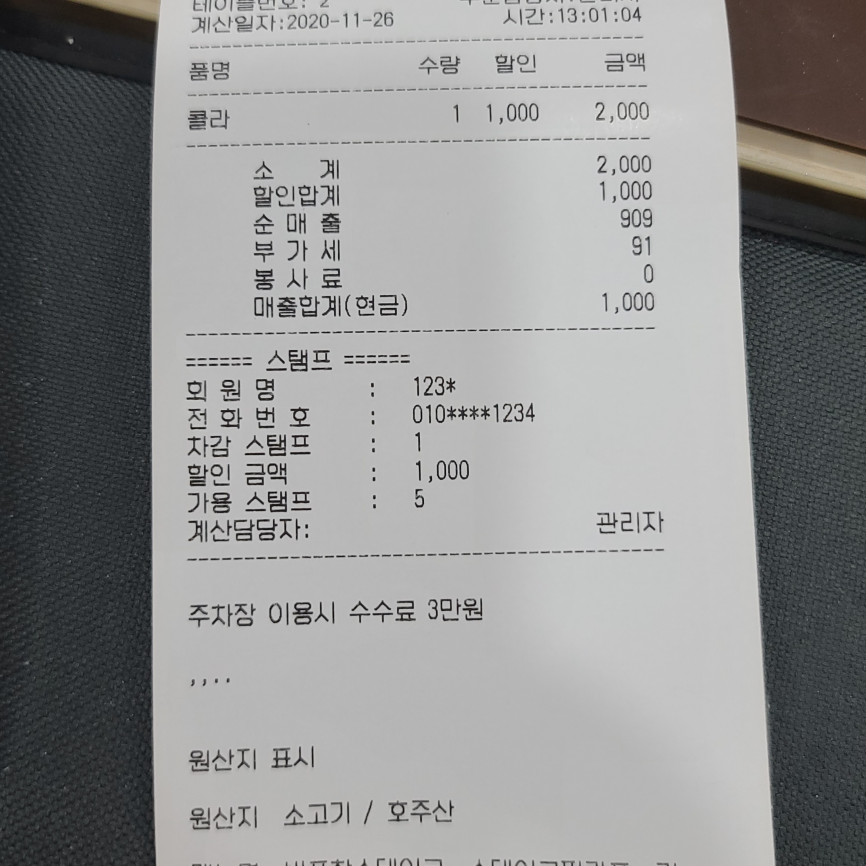 테이블번호: 2
계산일자:2020-11-26 시간:13:01:04
품명 수량 할인 금액
콜라 1 1,000 2,000
소 계 2,000
할인합계 1,000
순 매 출 909
부 가 세 91
봉 사 료 0
매출합계(현금) 1,000
====== 스탬프 ======
회 원 명 : 123*
전 화 번 호 : 010****1234
차감 스탬프 : 1
할인 금액 : 1,000
가용 스탬프 : 5
계산담당자: 관리자
주차장 이용시 수수료 3만원
,,..
원산지 표시
원산지 소고기 / 호주산